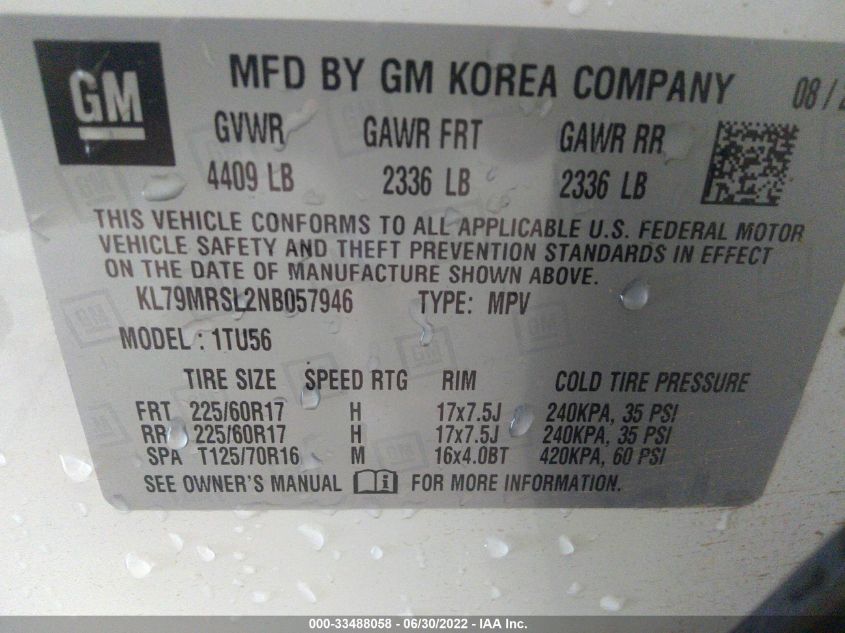 GM
MFD BY GM KOREA COMPANY 08/2
GVWR GAWR FRT GAWR RR
4409 LB 2336 LB 2336 LB
THIS VEHICLE CONFORMS TO ALL APPLICABLE U.S. FEDERAL MOTOR
VEHICLE SAFETY AND THEFT PREVENTION STANDARDS IN EFFECT
ON THE DATE OF MANUFACTURE SHOWN ABOVE.
KL79MRSL2NB057946 TYPE: MPV
MODEL: 1TU56
TIRE SIZE SPEED RTG RIM COLD TIRE PRESSURE
FRT 225/60R17 H 17x7.5J 240KPA, 35 PSI
RR 225/60R17 H 17x7.5J 240KPA, 35 PSI
SPA T125/70R16 M 16x4.0BT 420KPA, 60 PSI
SEE OWNER'S MANUAL FOR MORE INFORMATION.
000-33488058 - 06/30/2022 - IAA Inc.